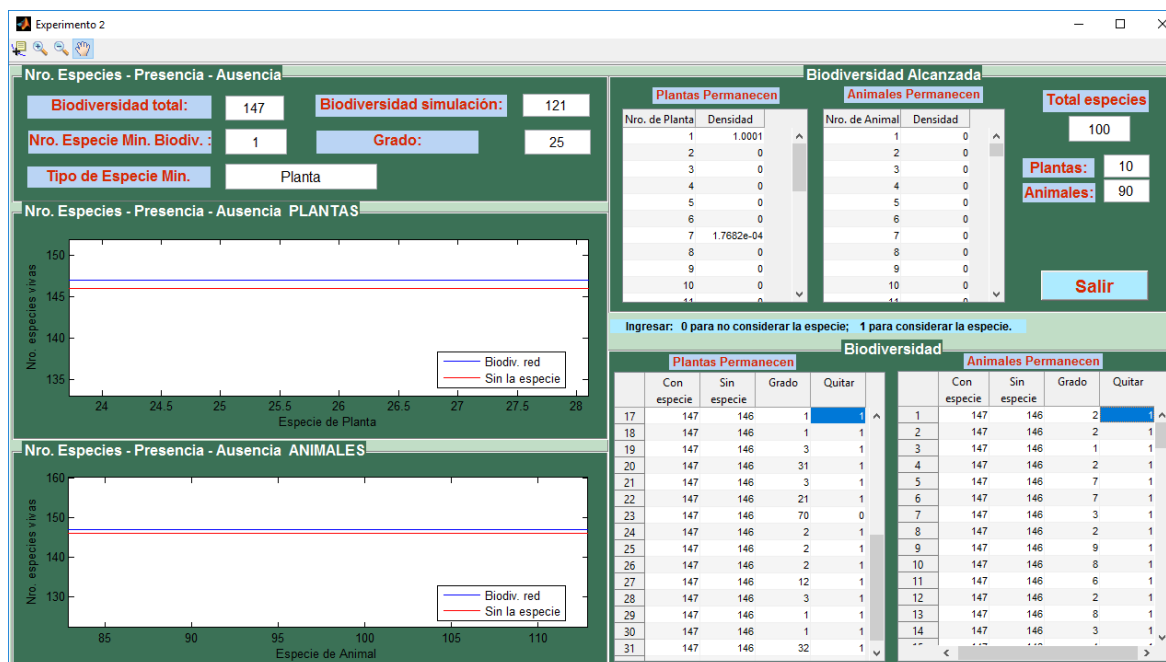 Experimento 2
Nro. Especies - Presencia - Ausencia
Biodiversidad total: 147 Biodiversidad simulación: 121
Nro. Especie Min. Biodiv. : 1 Grado: 25
Tipo de Especie Min. Planta
Nro. Especies - Presencia - Ausencia PLANTAS
Nro. especies vivas
150
145
140
135
Biodiv. red
Sin la especie
24 24.5 25 25.5 26 26.5 27 27.5 28
Especie de Planta
Nro. Especies - Presencia - Ausencia ANIMALES
Nro. especies vivas
160
150
140
130
Biodiv. red
Sin la especie
85 90 95 100 105 110
Especie de Animal
Biodiversidad Alcanzada
Plantas Permanecen
Nro. de Planta Densidad
1 1.0001
2 0
3 0
4 0
5 0
6 0
7 1.7682e-04
8 0
9 0
10 0
11 0
Animales Permanecen
Nro. de Animal Densidad
1 0
2 0
3 0
4 0
5 0
6 0
7 0
8 0
9 0
10 0
11 0
Total especies
100
Plantas: 10
Animales: 90
Salir
Ingresar: 0 para no considerar la especie; 1 para considerar la especie.
Biodiversidad
Plantas Permanecen
Con Sin Grado Quitar
especie especie
17 147 146 1 1
18 147 146 1 1
19 147 146 3 1
20 147 146 31 1
21 147 146 3 1
22 147 146 21 1
23 147 146 70 0
24 147 146 2 1
25 147 146 2 1
26 147 146 2 1
27 147 146 12 1
28 147 146 3 1
29 147 146 1 1
30 147 146 1 1
31 147 146 32 1
Animales Permanecen
Con Sin Grado Quitar
especie especie
1 147 146 2 1
2 147 146 2 1
3 147 146 1 1
4 147 146 2 1
5 147 146 7 1
6 147 146 7 1
7 147 146 3 1
8 147 146 2 1
9 147 146 9 1
10 147 146 8 1
11 147 146 6 1
12 147 146 2 1
13 147 146 8 1
14 147 146 3 1